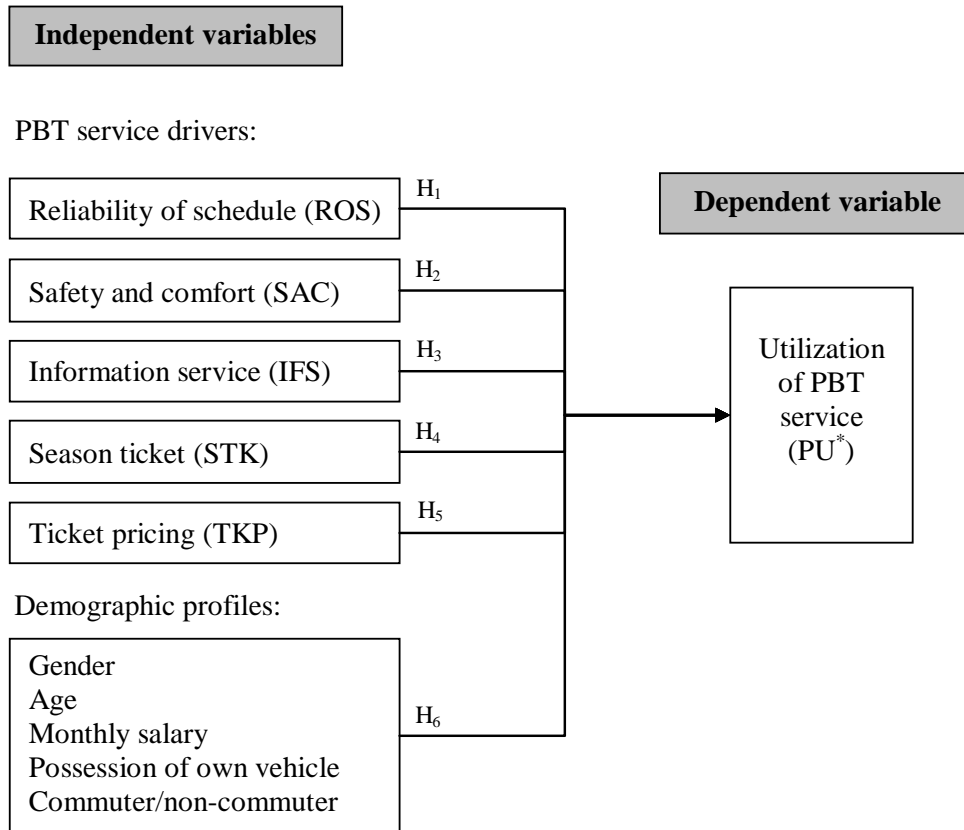 Independent variables
PBT service drivers:
Reliability of schedule (ROS)
H₁
Safety and comfort (SAC)
H₂
Information service (IFS)
H₃
Season ticket (STK)
H₄
Ticket pricing (TKP)
H₅
Demographic profiles:
Gender
Age
Monthly salary
Possession of own vehicle
Commuter/non-commuter
H₆
Dependent variable
Utilization
of PBT
service
(PU*)